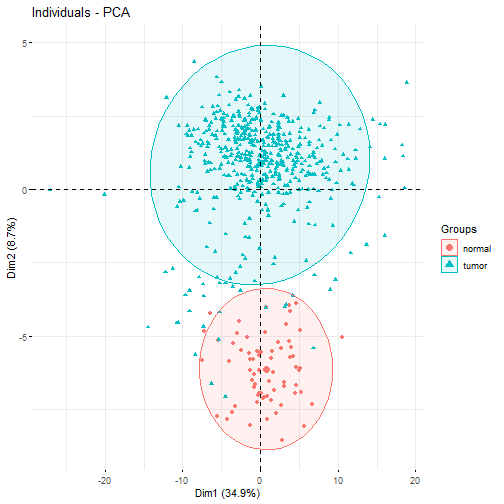 Individuals - PCA
5
0
-5
Dim2 (8.7%)
-20
-10
0
10
20
Dim1 (34.9%)
Groups
normal
tumor